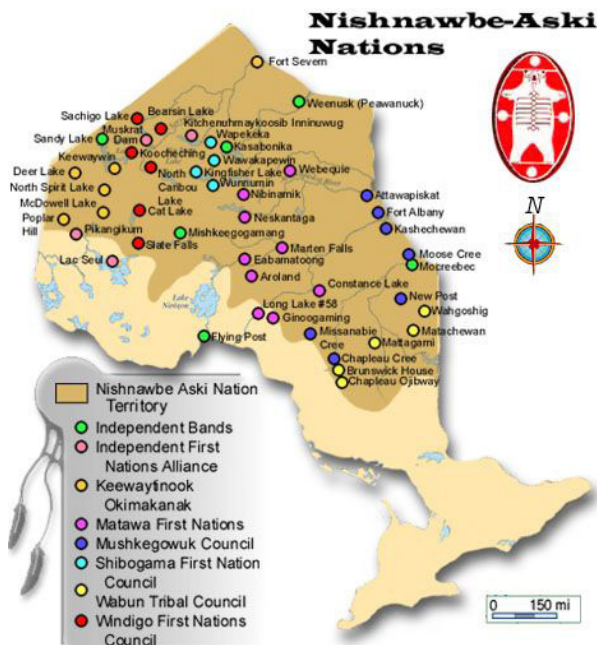 Nishnawbe-Aski
Nations
Fort Severn
Weenusk (Peawanuck)
Bearsin Lake
Sachigo Lake
Kitchenuhmaykoosib Inninuwug
Muskrat
Dam
Wapekeka
Sandy Lake
Kasabonika
Koocheching
Wawakapewin
Keewaywin
Webequie
Deer Lake
North
Caribou
Lake
Kingfisher Lake
Wunnumin
North Spirit Lake
Nibinamik
Attawapiskat
McDowell Lake
Cat Lake
Neskantaga
Fort Albany
Poplar
Hill
Pikangikum
Mishkeegogamang
Kashechewan
Slate Falls
Marten Falls
Moose Cree
Lac Seul
Eabamatoong
Mocreebec
Aroland
Constance Lake
New Post
Lake
Nipigon
Long Lake #58
Wahgoshig
Ginoogaming
Missanabie
Cree
Matachewan
Flying Post
Mattagami
Chapleau Cree
Brunswick House
Chapleau Ojibway
N
Nishnawbe Aski Nation
Territory
Independent Bands
Independent First
Nations Alliance
Keewaytinook
Okimakanak
Matawa First Nations
Mushkegowuk Council
Shibogama First Nation
Council
Wabun Tribal Council
Windigo First Nations
Council
0 150 mi